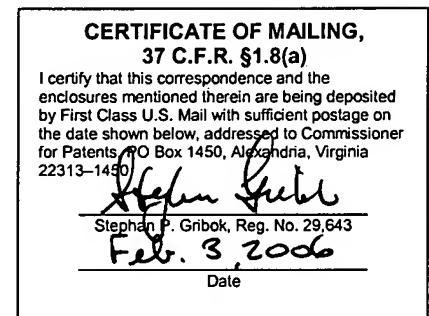 CERTIFICATE OF MAILING,
37 C.F.R. §1.8(a)
I certify that this correspondence and the
enclosures mentioned therein are being deposited
by First Class U.S. Mail with sufficient postage on
the date shown below, addressed to Commissioner
for Patents, PO Box 1450, Alexandria, Virginia
22313–1450
Stephan Gribok
Stephan P. Gribok, Reg. No. 29,643
Feb. 3, 2006
Date